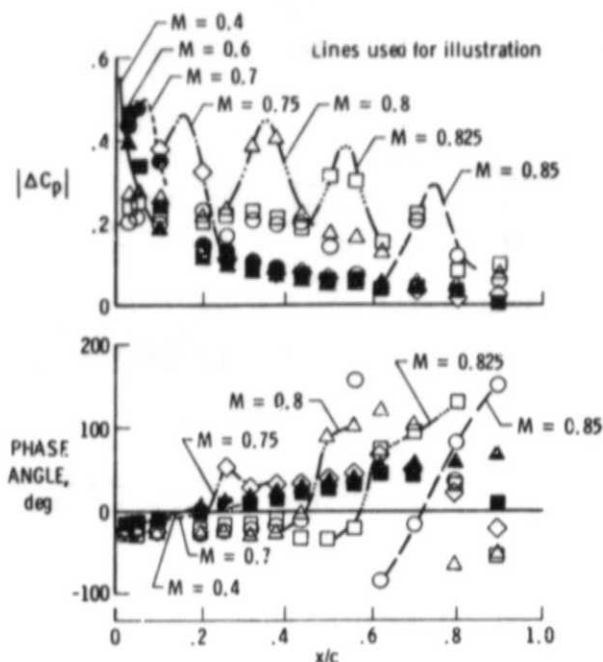 M = 0.4
M = 0.6
M = 0.7
Lines used for illustration
M = 0.75
M = 0.8
M = 0.825
M = 0.85
.6
.4
|ΔCp|
.2
0
200
M = 0.825
M = 0.8
100
M = 0.75
M = 0.85
PHASE
ANGLE,
deg
0
M = 0.7
-100
M = 0.4
0 .2 .4 .6 .8 1.0
x/c